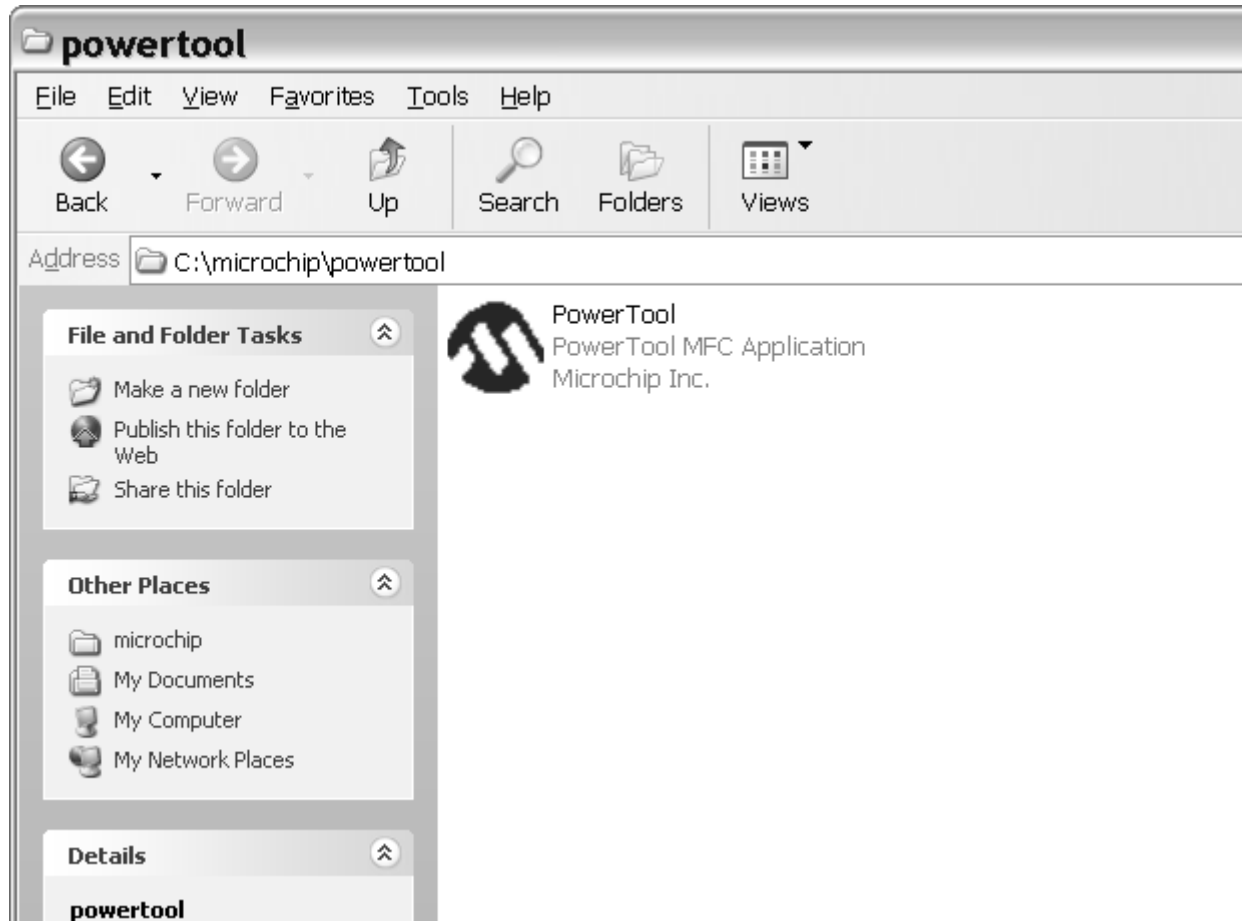 powertool
File Edit View Favorites Tools Help
Back Forward Up Search Folders Views
Address C:\microchip\powertool
File and Folder Tasks
Make a new folder
Publish this folder to the
Web
Share this folder
Other Places
microchip
My Documents
My Computer
My Network Places
Details
powertool
PowerTool
PowerTool MFC Application
Microchip Inc.